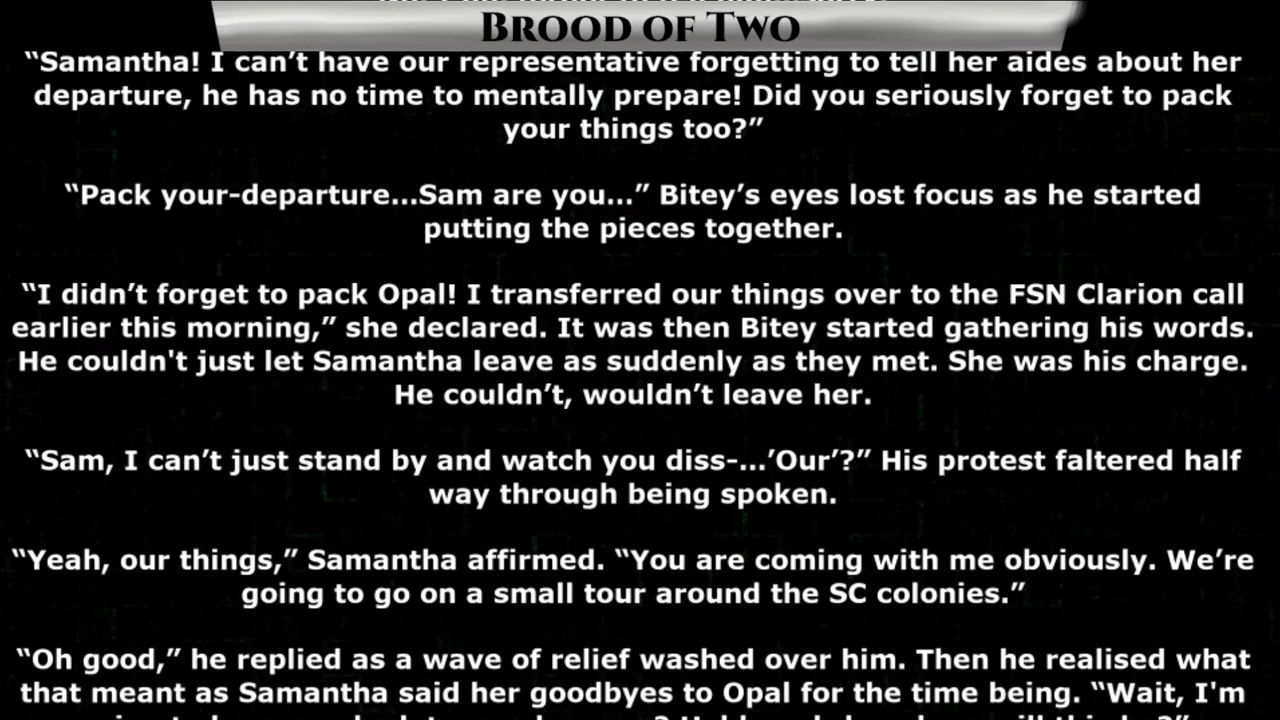 Brood of Two
“Samantha! I can’t have our representative forgetting to tell her aides about her
departure, he has no time to mentally prepare! Did you seriously forget to pack
your things too?”
“Pack your-departure...Sam are you...” Bitey’s eyes lost focus as he started
putting the pieces together.
“I didn’t forget to pack Opal! I transferred our things over to the FSN Clarion call
earlier this morning,” she declared. It was then Bitey started gathering his words.
He couldn't just let Samantha leave as suddenly as they met. She was his charge.
He couldn’t, wouldn’t leave her.
“Sam, I can’t just stand by and watch you diss-...’Our’?” His protest faltered half
way through being spoken.
“Yeah, our things,” Samantha affirmed. “You are coming with me obviously. We’re
going to go on a small tour around the SC colonies.”
“Oh good,” he replied as a wave of relief washed over him. Then he realised what
that meant as Samantha said her goodbyes to Opal for the time being. “Wait, I'm